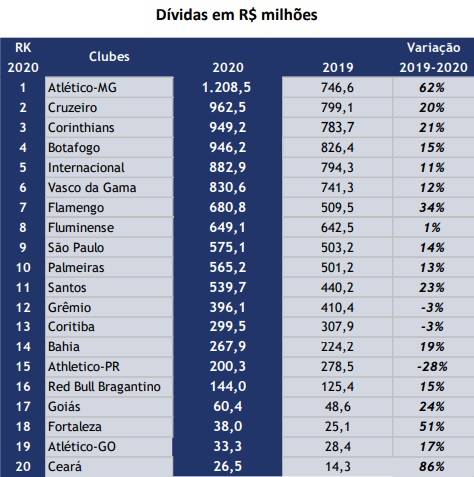 Dívidas em R$ milhões
RK Variação
Clubes
2020 2020 2019 2019-2020
1 Atlético-MG 1.208,5 746,6 62%
2 Cruzeiro 962,5 799,1 20%
3 Corinthians 949,2 783,7 21%
4 Botafogo 946,2 826,4 15%
5 Internacional 882,9 794,3 11%
6 Vasco da Gama 830,6 741,3 12%
7 Flamengo 680,8 509,5 34%
8 Fluminense 649,1 642,5 1%
9 São Paulo 575,1 503,2 14%
10 Palmeiras 565,2 501,2 13%
11 Santos 539,7 440,2 23%
12 Grêmio 396,1 410,4 -3%
13 Coritiba 299,5 307,9 -3%
14 Bahia 267,9 224,2 19%
15 Athletico-PR 200,3 278,5 -28%
16 Red Bull Bragantino 144,0 125,4 15%
17 Goiás 60,4 48,6 24%
18 Fortaleza 38,0 25,1 51%
19 Atlético-GO 33,3 28,4 17%
20 Ceará 26,5 14,3 86%